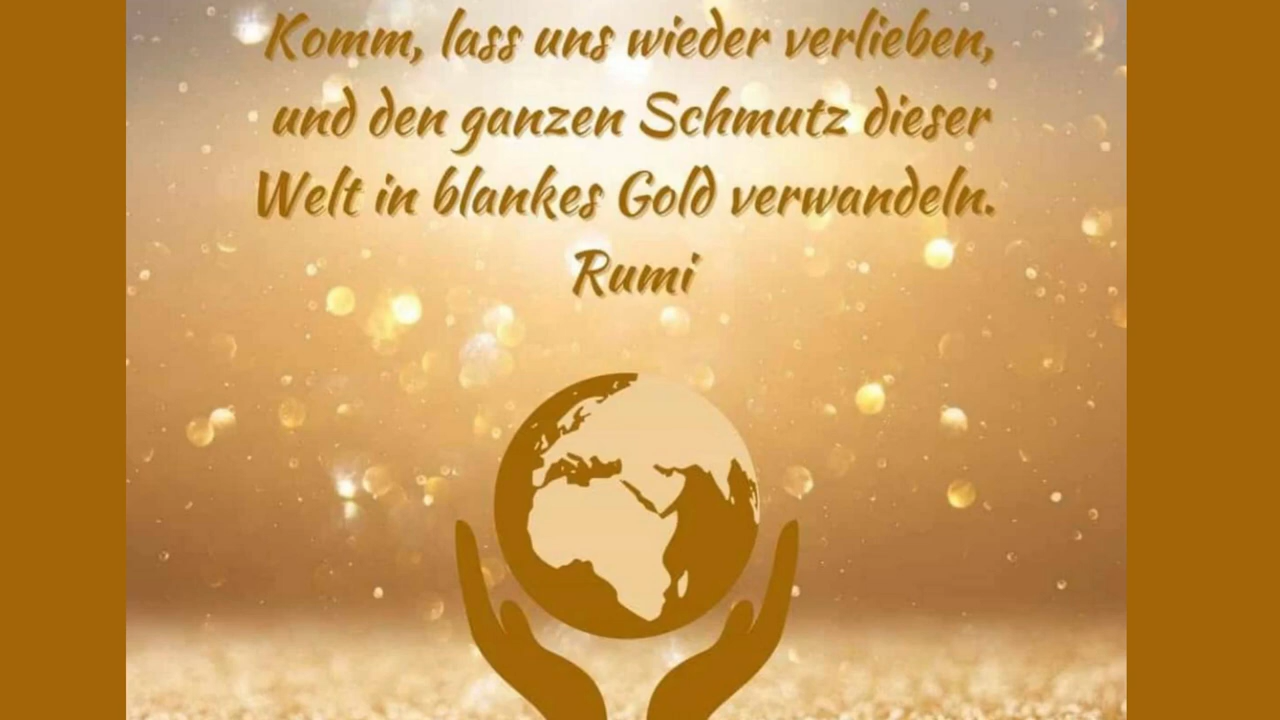 Komm, lass uns wieder verlieben,
und den ganzen Schmutz dieser
Welt in blankes Gold verwandeln.
Rumi